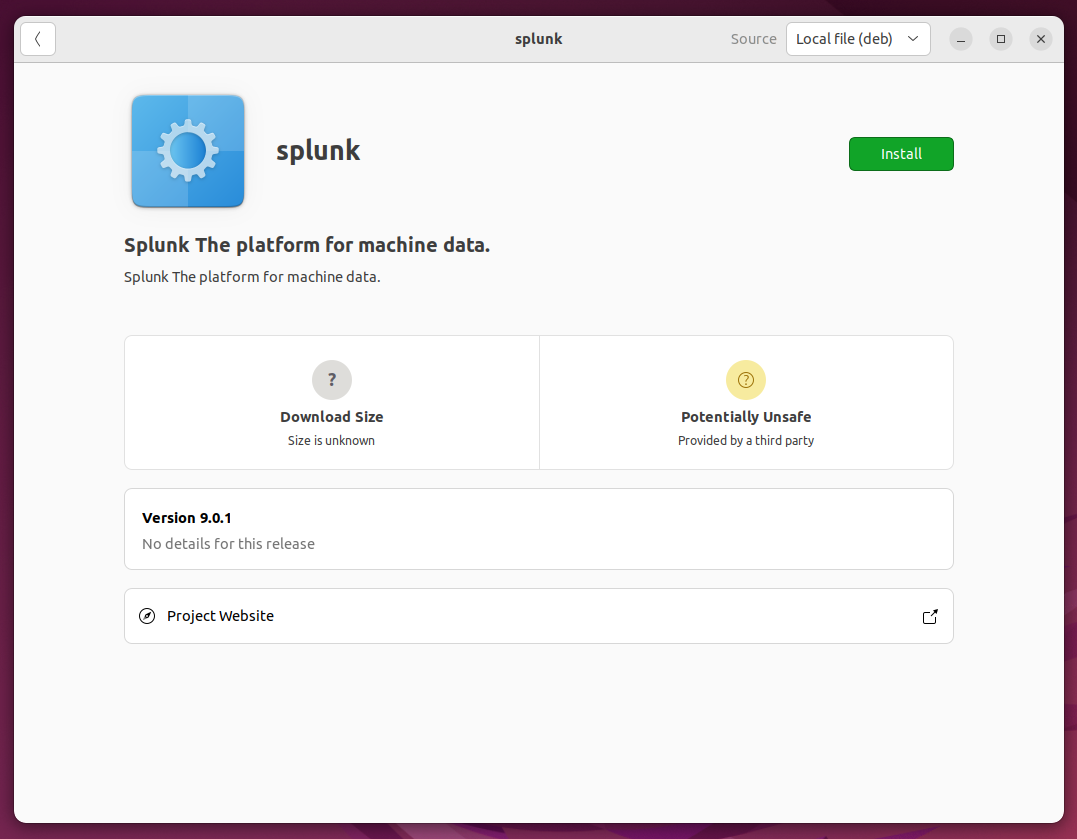 splunk
Source
Local file (deb)
splunk
Install
Splunk The platform for machine data.
Splunk The platform for machine data.
?
Download Size
Size is unknown
?
Potentially Unsafe
Provided by a third party
Version 9.0.1
No details for this release
Project Website